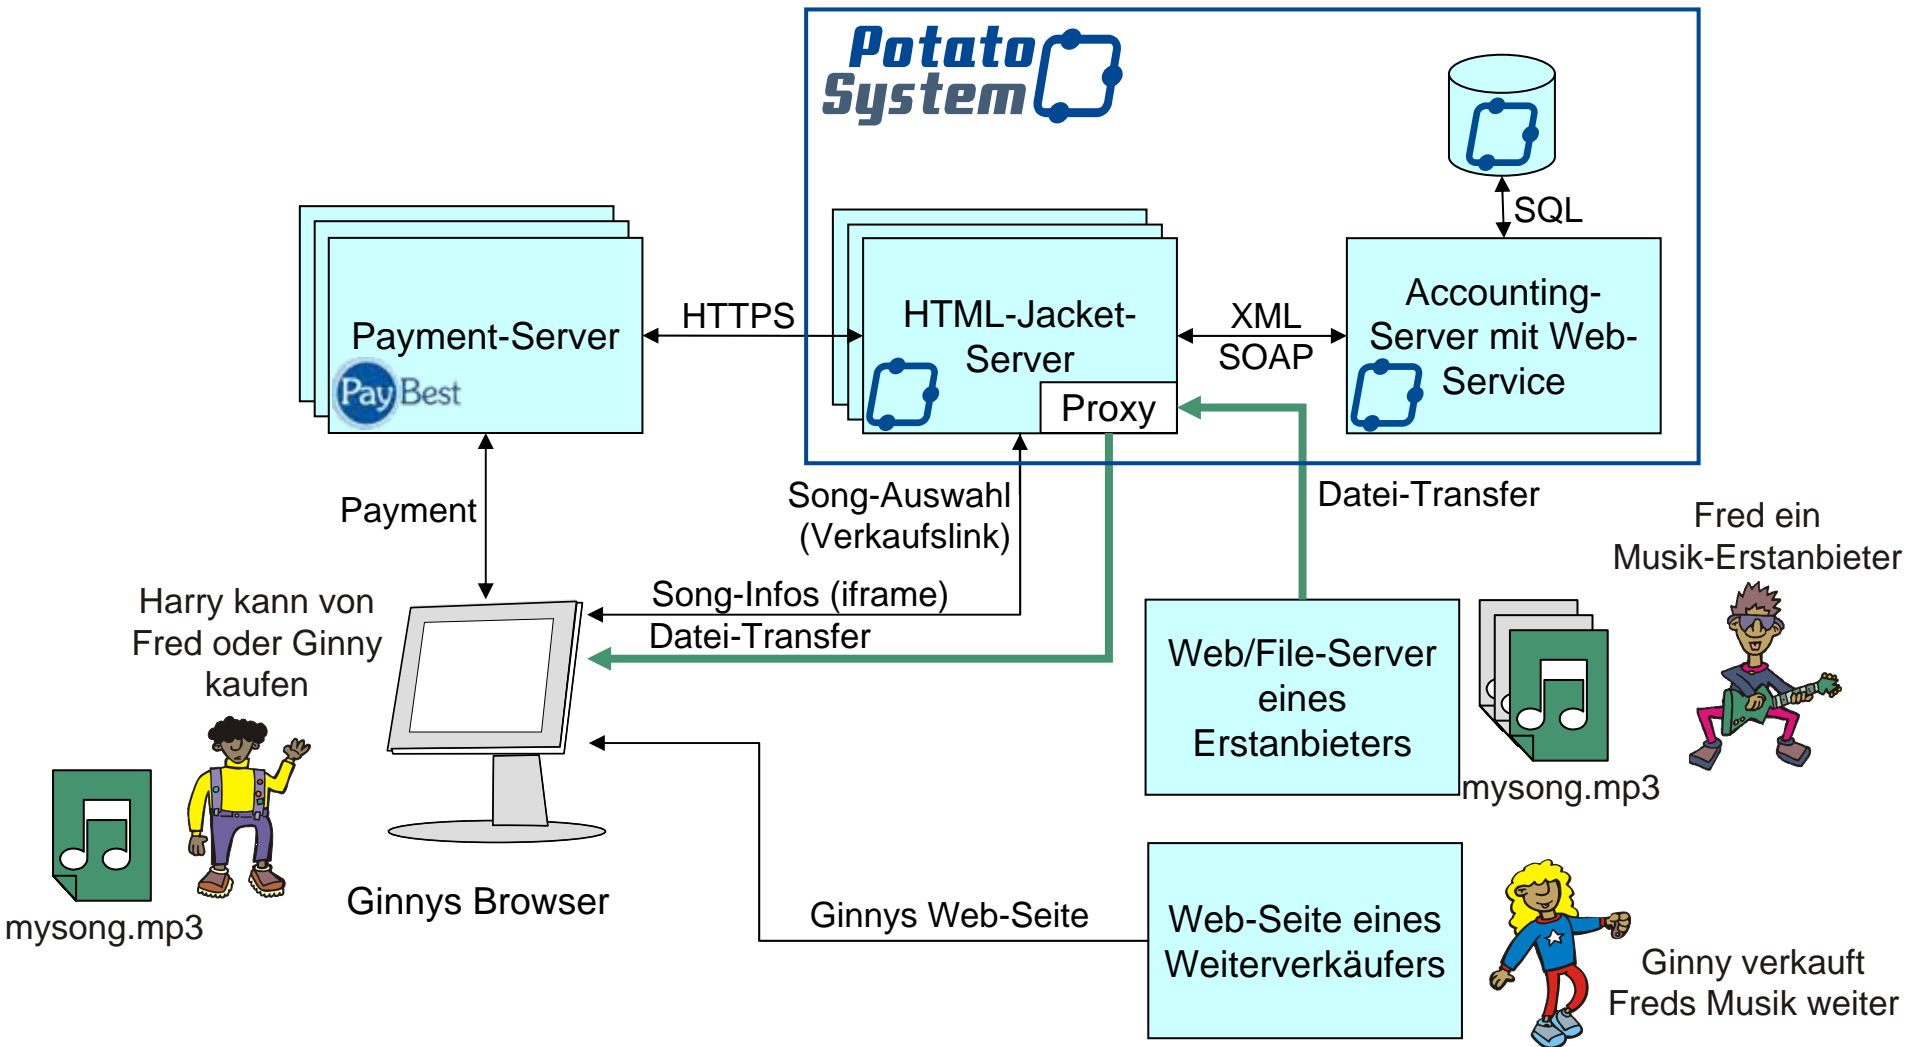 Potato
System
SQL
Payment-Server
Pay Best
HTTPS
HTML-Jacket-
Server
Proxy
XML
SOAP
Accounting-
Server mit Web-
Service
Payment
Song-Auswahl
(Verkaufslink)
Datei-Transfer
Fred ein
Musik-Erstanbieter
Harry kann von
Fred oder Ginny
kaufen
Song-Infos (iframe)
Datei-Transfer
Web/File-Server
eines
Erstanbieters
mysong.mp3
mysong.mp3
Ginnys Browser
Ginnys Web-Seite
Web-Seite eines
Weiterverkäufers
Ginny verkauft
Freds Musik weiter